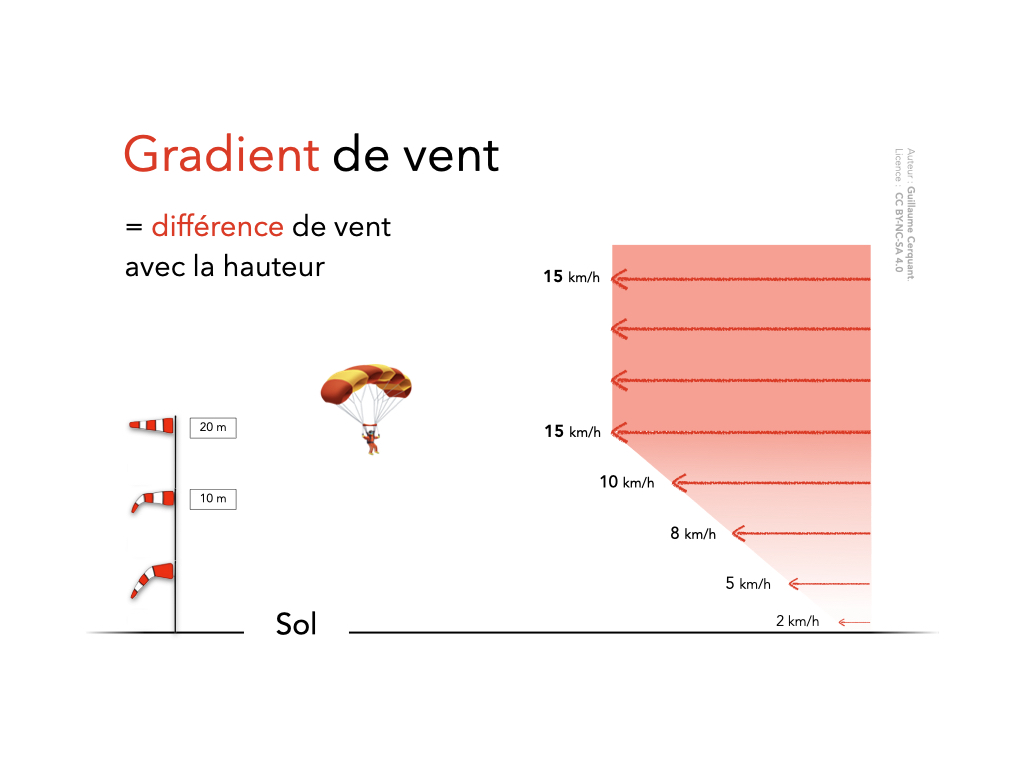 Gradient de vent
= différence de vent
avec la hauteur
Auteur : Guillaume Cerquant
Licence : CC BY-NC-SA 4.0
15 km/h
15 km/h
10 km/h
8 km/h
5 km/h
2 km/h
20 m
10 m
Sol